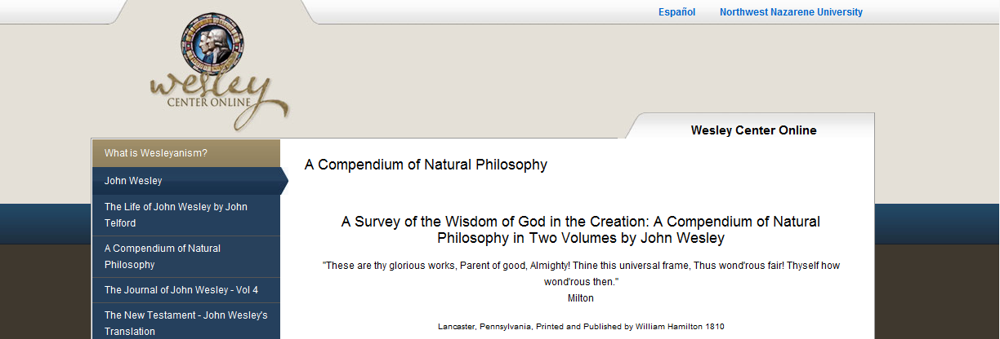 Español Northwest Nazarene University
wesley
CENTER ONLINE
Wesley Center Online
What is Wesleyanism?
John Wesley
The Life of John Wesley by John
Telford
A Compendium of Natural
Philosophy
The Journal of John Wesley - Vol 4
The New Testament - John Wesley's
Translation
A Compendium of Natural Philosophy
A Survey of the Wisdom of God in the Creation: A Compendium of Natural
Philosophy in Two Volumes by John Wesley
"These are thy glorious works, Parent of good, Almighty! Thine this universal frame, Thus wond'rous fair! Thyself how
wond'rous then."
Milton
Lancaster, Pennsylvania, Printed and Published by William Hamilton 1810